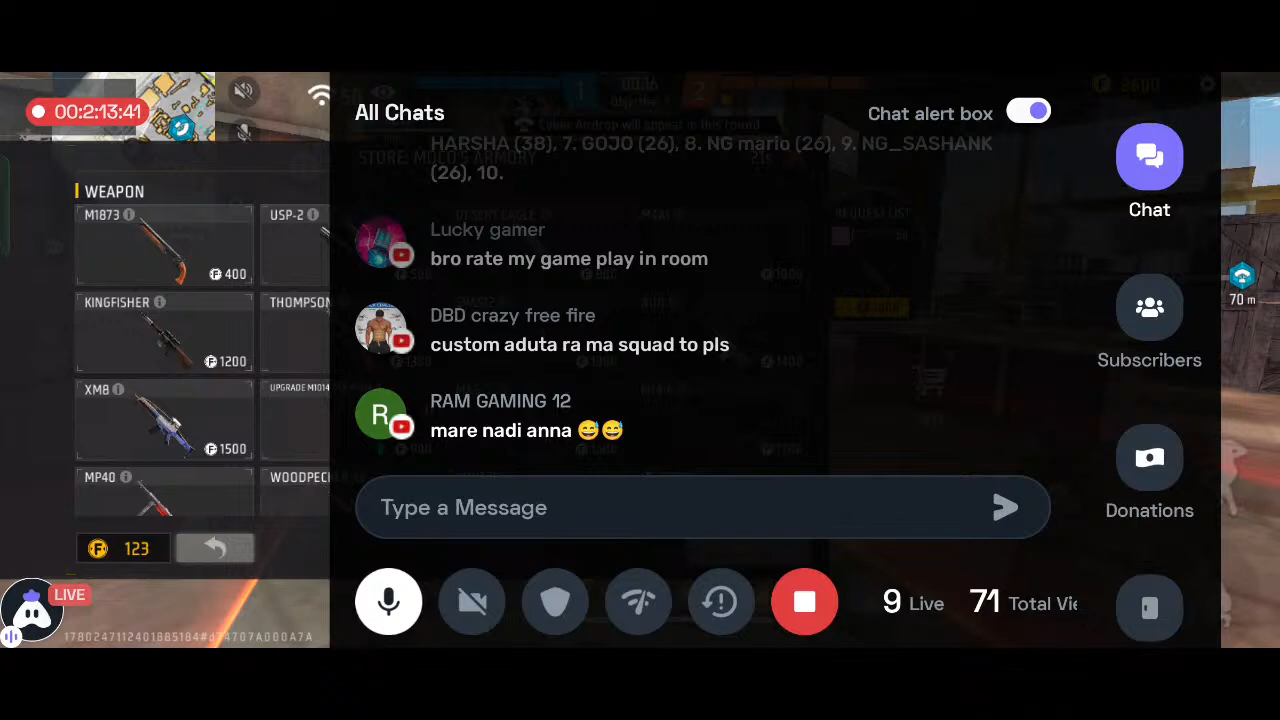 00:2:13:41
All Chats
Chat alert box
HARSHA (38), 7. GOJO (26), 8. NG mario (26), 9. NG_SASHANK
(26), 10.
Chat
WEAPON
M1873
USP-2
400
Lucky gamer
bro rate my game play in room
KINGFISHER
THOMPSON
1200
DBD crazy free fire
custom aduta ra ma squad to pls
70 m
Subscribers
XM8
UPGRADE M1014
1500
RAM GAMING 12
mare nadi anna 😅😅
MP40
WOODPEC
Type a Message
Donations
F 123
LIVE
9 Live
71 Total Vie